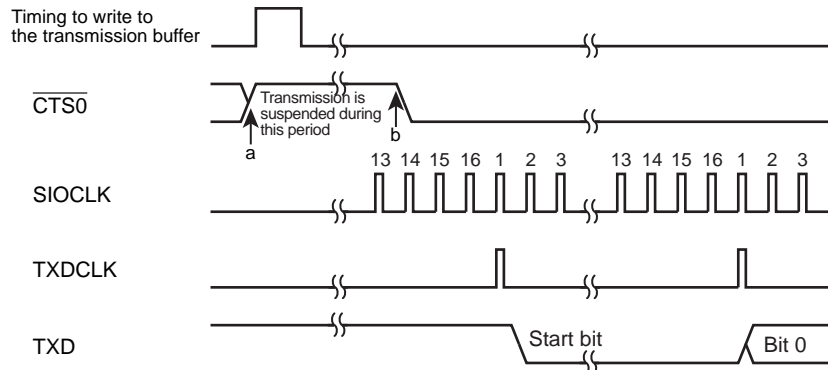 Timing to write to
the transmission buffer
CTS0
Transmission is
suspended during
this period
a
b
13 14 15 16 1 2 3 13 14 15 16 1 2 3
SIOCLK
TXDCLK
TXD
Start bit
Bit 0